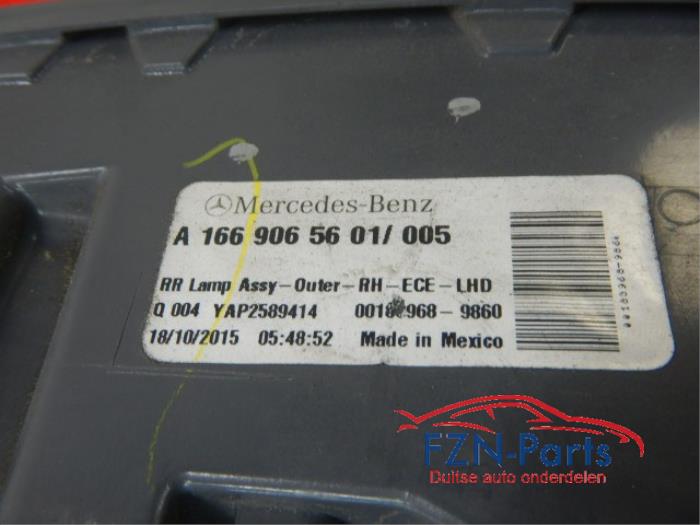 Mercedes-Benz
A 166 906 56 01/ 005
RR Lamp Assy-Outer-RH-ECE-LHD
Q 004 YAP2589414 9860
18/10/2015 05:48:52 Made in Mexico
FZN-Parts
Duitse auto onderdelen